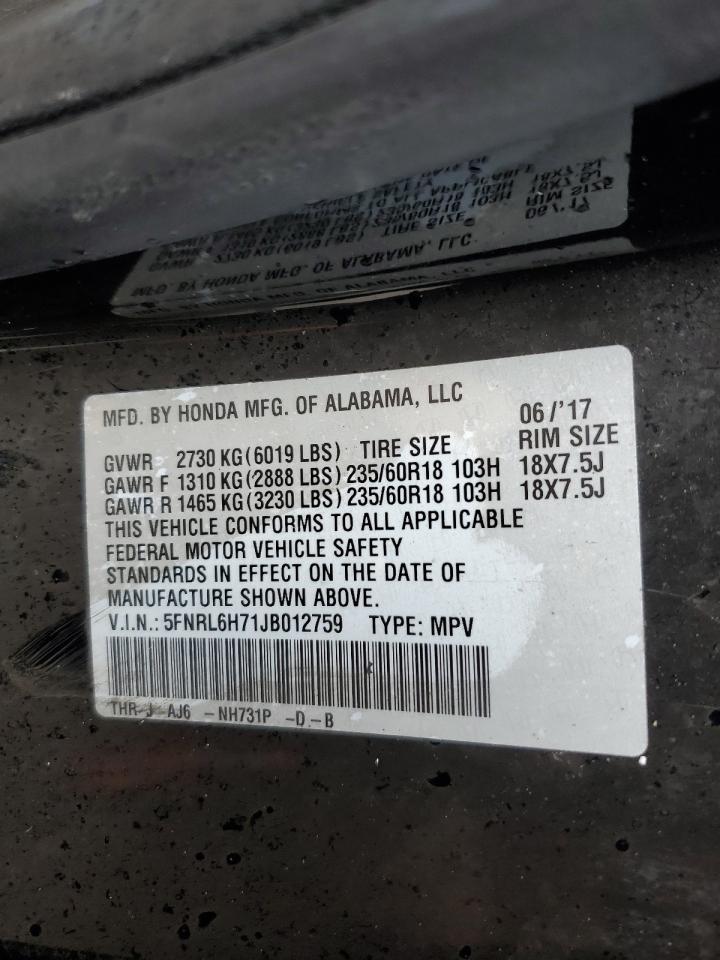 MFD. BY HONDA MFG. OF ALABAMA, LLC 06/'17
GVWR 2730 KG(6019 LBS) TIRE SIZE RIM SIZE
GAWR F 1310 KG(2888 LBS) 235/60R18 103H 18X7.5J
GAWR R 1465 KG(3230 LBS) 235/60R18 103H 18X7.5J
THIS VEHICLE CONFORMS TO ALL APPLICABLE
FEDERAL MOTOR VEHICLE SAFETY
STANDARDS IN EFFECT ON THE DATE OF
MANUFACTURE SHOWN ABOVE.
V.I.N.: 5FNRL6H71JB012759 TYPE: MPV
THR J AJ6 -NH731P -D-B